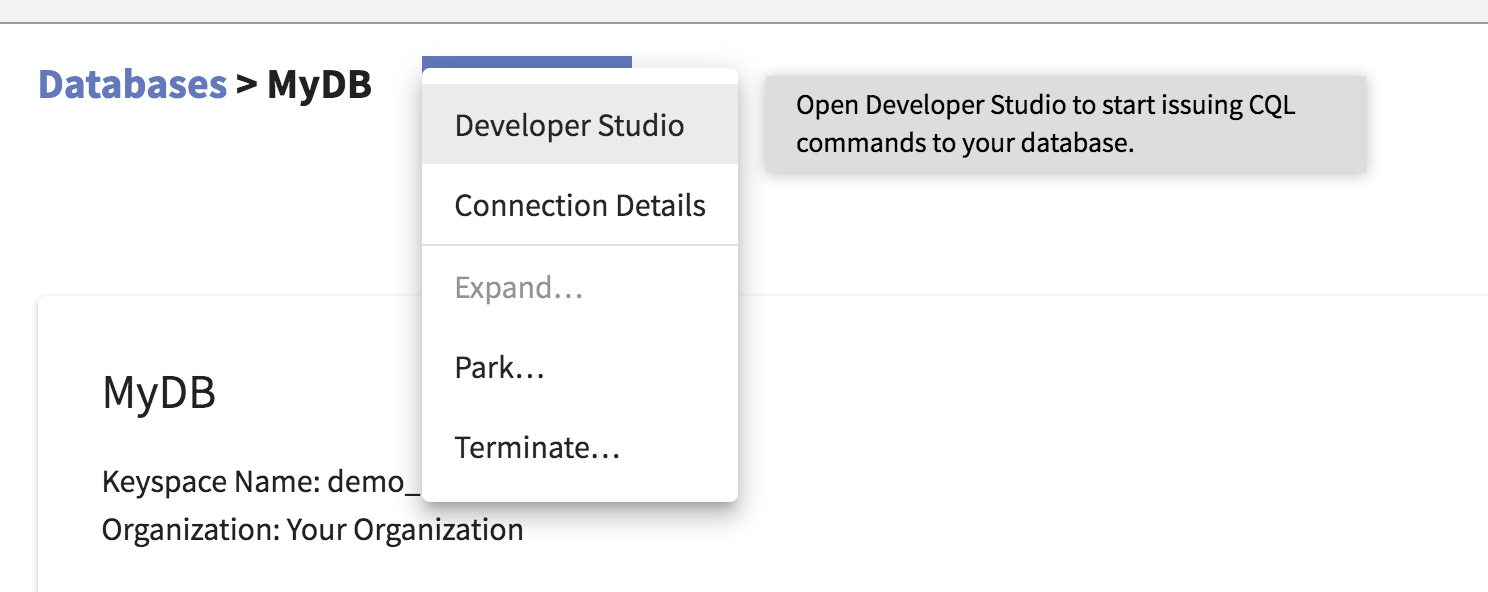 Databases > MyDB
Developer Studio
Open Developer Studio to start issuing CQL
commands to your database.
Connection Details
Expand...
Park...
Terminate...
MyDB
Keyspace Name: demo_
Organization: Your Organization